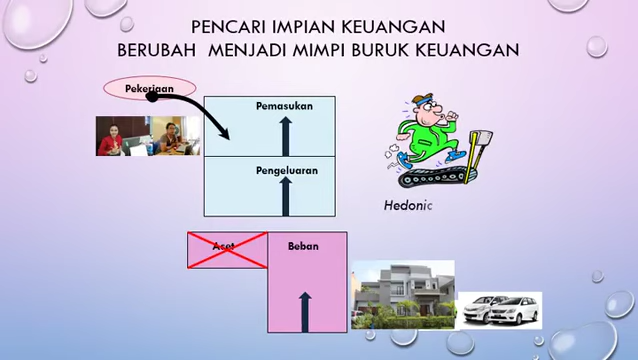 PENCARI IMPIAN KEUANGAN
BERUBAH MENJADI MIMPI BURUK KEUANGAN
Pekerjaan
Pemasukan
Pengeluaran
Hedonic
Aset
Beban